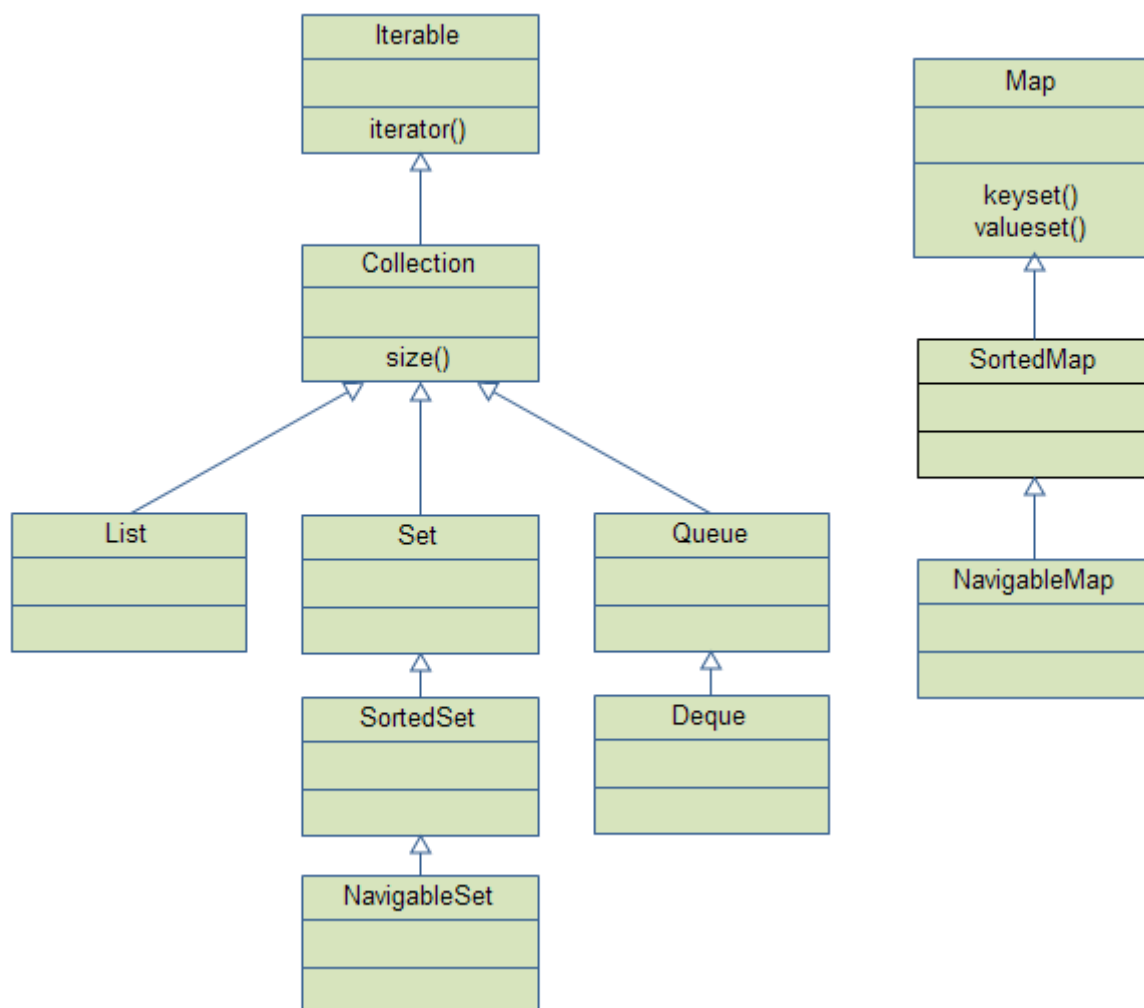 Iterable
iterator()
Map
keyset()
valueset()
Collection
size()
SortedMap
List
Set
Queue
NavigableMap
SortedSet
Deque
NavigableSet